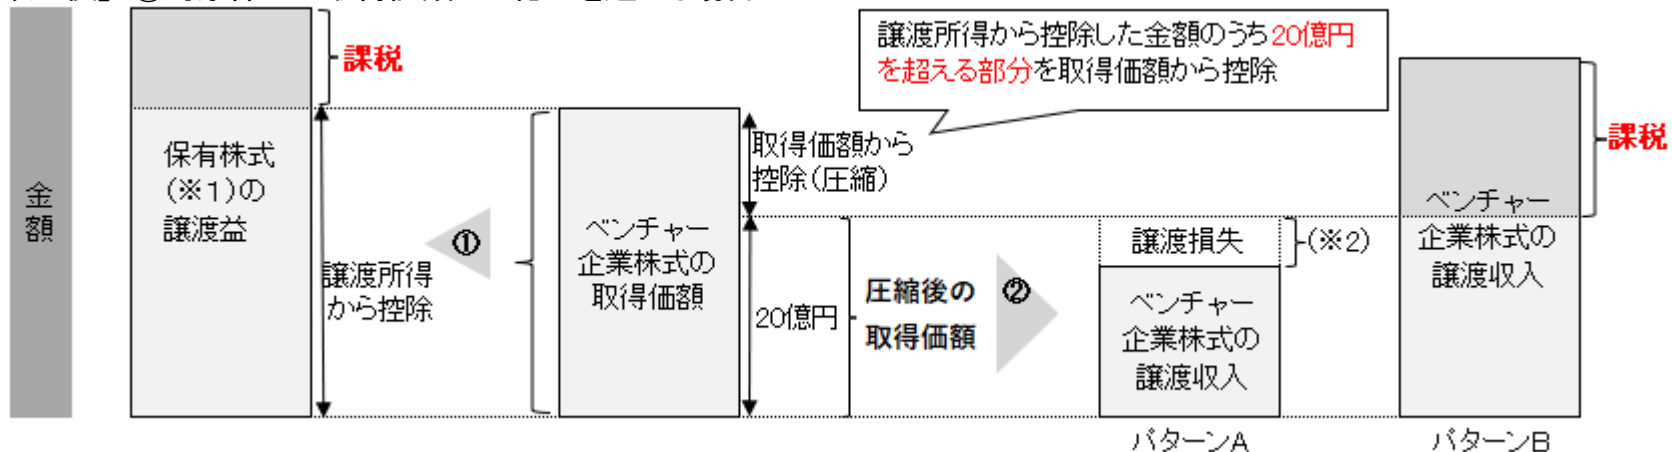 課税
譲渡所得から控除した金額のうち20億円
を超える部分を取得価額から控除
金
額
保有株式
(※1)の
譲渡益
譲渡所得
から控除
①
ベンチャー
企業株式の
取得価額
取得価額から
控除(圧縮)
20億円
圧縮後の
取得価額
②
譲渡損失
(※2)
ベンチャー
企業株式の
譲渡収入
パターンA
ベンチャー
企業株式の
譲渡収入
課税
パターンB